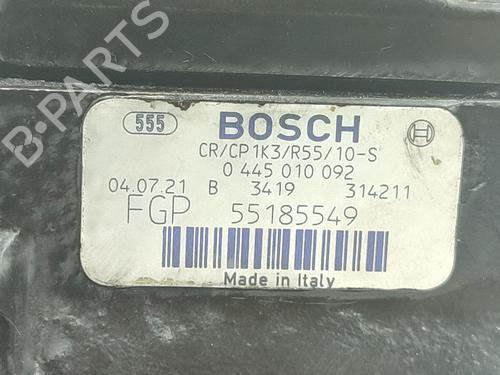 B-PARTS
555 BOSCH
CR/CP1K3/R55/10-S
0 445 010 092
04.07.21 B 3419 314211
FGP 55185549
Made in Italy